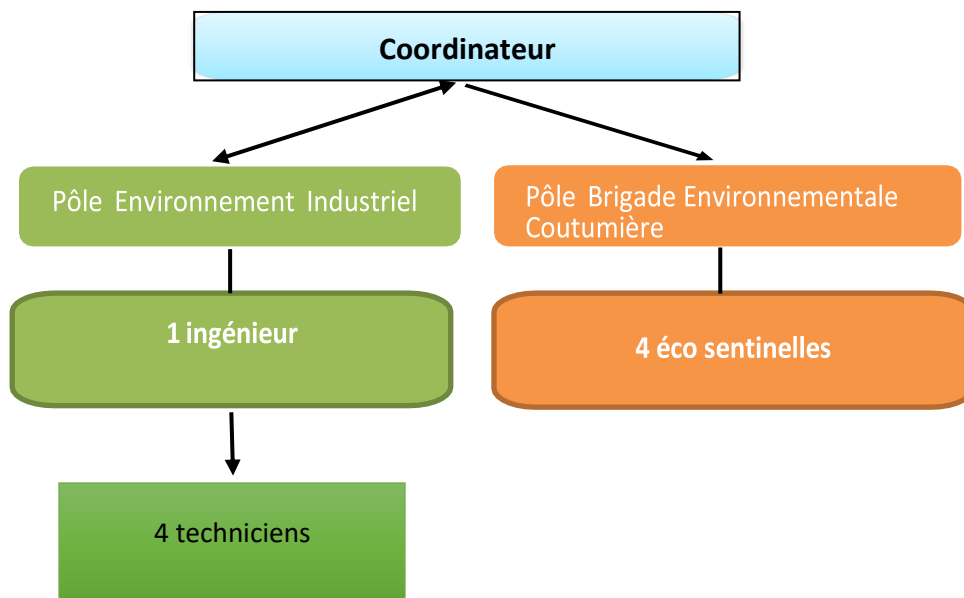 Coordinateur
Pôle Environnement Industriel
Pôle Brigade Environnementale
Coutumière
1 ingénieur
4 éco sentinelles
4 techniciens